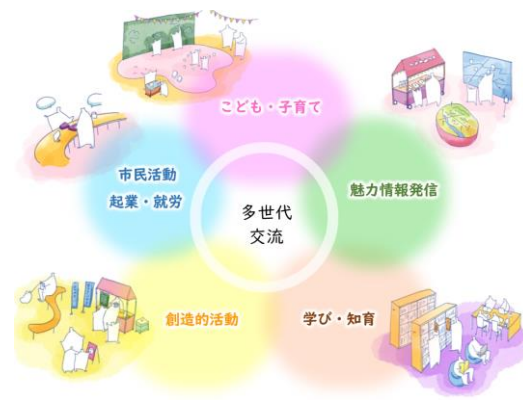 こども・子育て
市民活動
起業・就労
魅力情報発信
多世代
交流
創造的活動
学び・知育